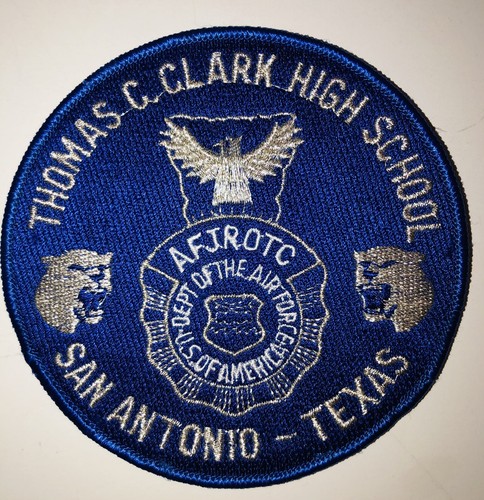 THOMAS C. CLARK HIGH SCHOOL
AFJROTC
DEPT OF THE AIR FORCE
U.S. OF AMERICA
SAN ANTONIO - TEXAS